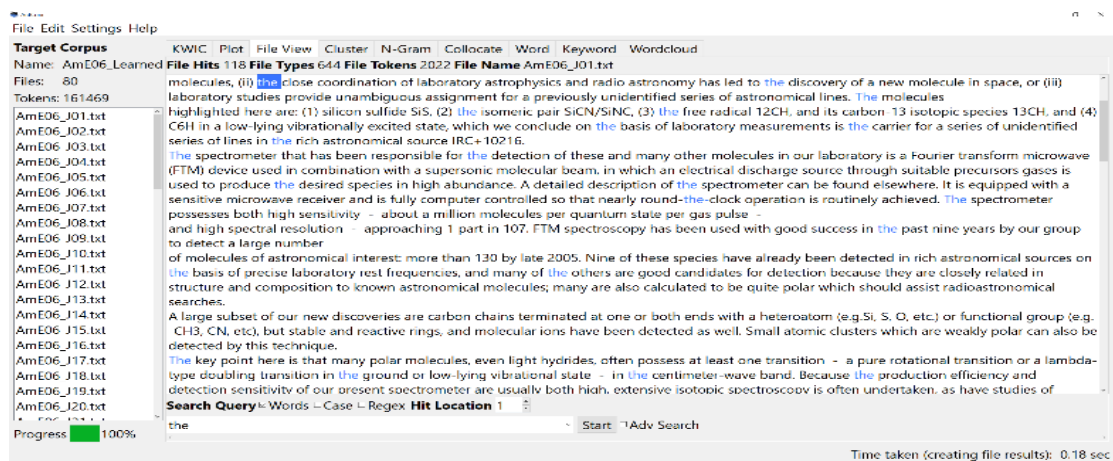 File Edit Settings Help
Target Corpus
Name: AmE06_Learned
Files: 80
Tokens: 161469
AmE06_J01.txt
AmE06_J02.txt
AmE06_J03.txt
AmE06_J04.txt
AmE06_J05.txt
AmE06_J06.txt
AmE06_J07.txt
AmE06_J08.txt
AmE06_J09.txt
AmE06_J10.txt
AmE06_J11.txt
AmE06_J12.txt
AmE06_J13.txt
AmE06_J14.txt
AmE06_J15.txt
AmE06_J16.txt
AmE06_J17.txt
AmE06_J18.txt
AmE06_J19.txt
AmE06_J20.txt
Progress 100%
KWIC Plot File View Cluster N-Gram Collocate Word Keyword Wordcloud
File Hits 118 File Types 644 File Tokens 2022 File Name AmE06_J01.txt
molecules, (ii) the close coordination of laboratory astrophysics and radio astronomy has led to the discovery of a new molecule in space, or (iii)
laboratory studies provide unambiguous assignment for a previously unidentified series of astronomical lines. The molecules
highlighted here are: (1) silicon sulfide SiS, (2) the isomeric pair SiCN/SiNC, (3) the free radical 12CH, and its carbon-13 isotopic species 13CH, and (4)
C6H in a low-lying vibrationally excited state, which we conclude on the basis of laboratory measurements is the carrier for a series of unidentified
series of lines in the rich astronomical source IRC+10216.
The spectrometer that has been responsible for the detection of these and many other molecules in our laboratory is a Fourier transform microwave
(FTM) device used in combination with a supersonic molecular beam, in which an electrical discharge source through suitable precursors gases is
used to produce the desired species in high abundance. A detailed description of the spectrometer can be found elsewhere. It is equipped with a
sensitive microwave receiver and is fully computer controlled so that nearly round-the-clock operation is routinely achieved. The spectrometer
possesses both high sensitivity - about a million molecules per quantum state per gas pulse -
and high spectral resolution - approaching 1 part in 107. FTM spectroscopy has been used with good success in the past nine years by our group
to detect a large number
of molecules of astronomical interest: more than 130 by late 2005. Nine of these species have already been detected in rich astronomical sources on
the basis of precise laboratory rest frequencies, and many of the others are good candidates for detection because they are closely related in
structure and composition to known astronomical molecules; many are also calculated to be quite polar which should assist radioastronomical
searches.
A large subset of our new discoveries are carbon chains terminated at one or both ends with a heteroatom (e.g.Si, S, O, etc.) or functional group (e.g.
CH3, CN, etc), but stable and reactive rings, and molecular ions have been detected as well. Small atomic clusters which are weakly polar can also be
detected by this technique.
The key point here is that many polar molecules, even light hydrides, often possess at least one transition - a pure rotational transition or a lambda-
type doubling transition in the ground or low-lying vibrational state - in the centimeter-wave band. Because the production efficiency and
detection sensitivity of our present spectrometer are usually both high, extensive isotopic spectroscopy is often undertaken, as have studies of
Search Query Words Case Regex Hit Location 1
the
Start Adv Search
Time taken (creating file results): 0.18 sec